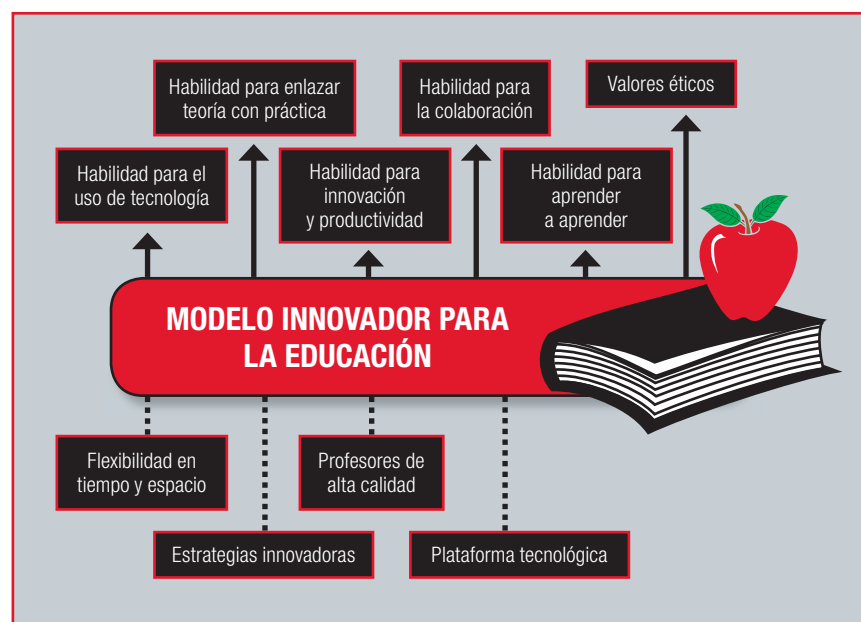 Habilidad para enlazar
teoría con práctica
Habilidad para
la colaboración
Valores éticos
Habilidad para el
uso de tecnología
Habilidad para
innovación
y productividad
Habilidad para
aprender
a aprender
MODELO INNOVADOR PARA
LA EDUCACIÓN
Flexibilidad en
tiempo y espacio
Profesores de
alta calidad
Estrategias innovadoras
Plataforma tecnológica